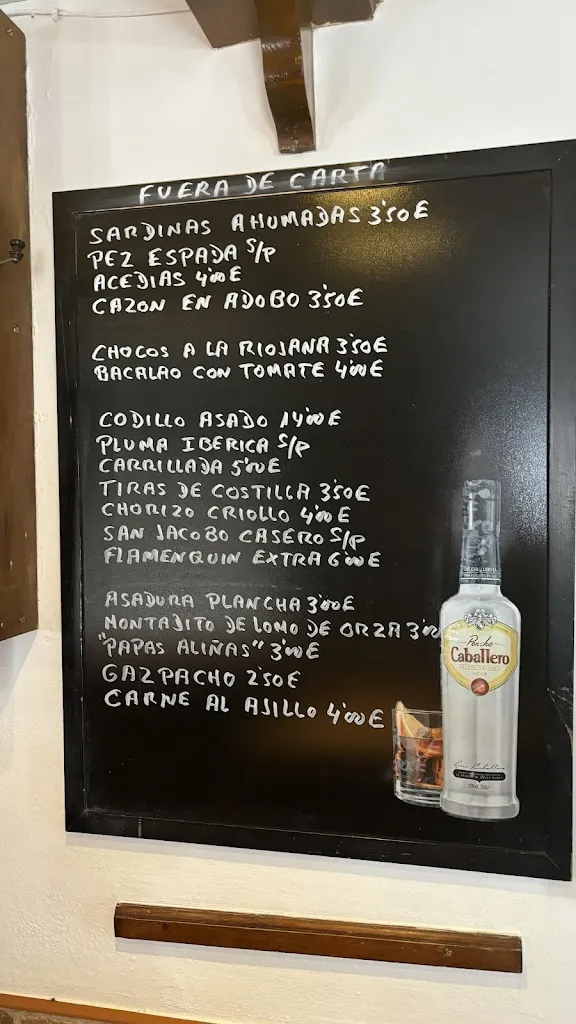 FUERA DE CARTA
SARDINAS AHUMADAS 3'50E
PEZ ESPADA S/P
ACEDIAS 4'00E
CAZON EN ADOBO 3'50E
CHOCOS A LA RIOJANA 3'50E
BACALAO CON TOMATE 4'00E
CODILLO ASADO 14'00E
PLUMA IBERICA S/P
CARRILLADA 5'00E
TIRAS DE COSTILLA 3'50E
CHORIZO CRIOLLO 4'00E
SAN JACOBO CASERO S/P
FLAMENQUIN EXTRA 6'00E
ASADURA PLANCHA 3'00E
MONTADITO DE LOMO DE ORZA 3'00
"PAPAS ALIÑAS" 3'00E
GAZPACHO 2'50E
CARNE AL AJILLO 4'00E
Ponche
Caballero